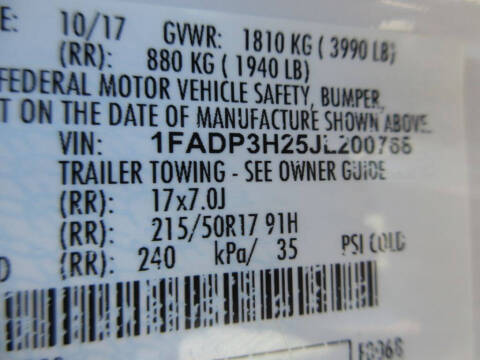 E: 10/17 GVWR: 1810 KG ( 3990 LB)
(RR): 880 KG ( 1940 LB)
FEDERAL MOTOR VEHICLE SAFETY, BUMPER,
T ON THE DATE OF MANUFACTURE SHOWN ABOVE.
VIN: 1FADP3H25JL200766
TRAILER TOWING - SEE OWNER GUIDE
(RR): 17x7.0J
(RR): 215/50R17 91H
D (RR): 240 kPa/ 35 PSI COLD